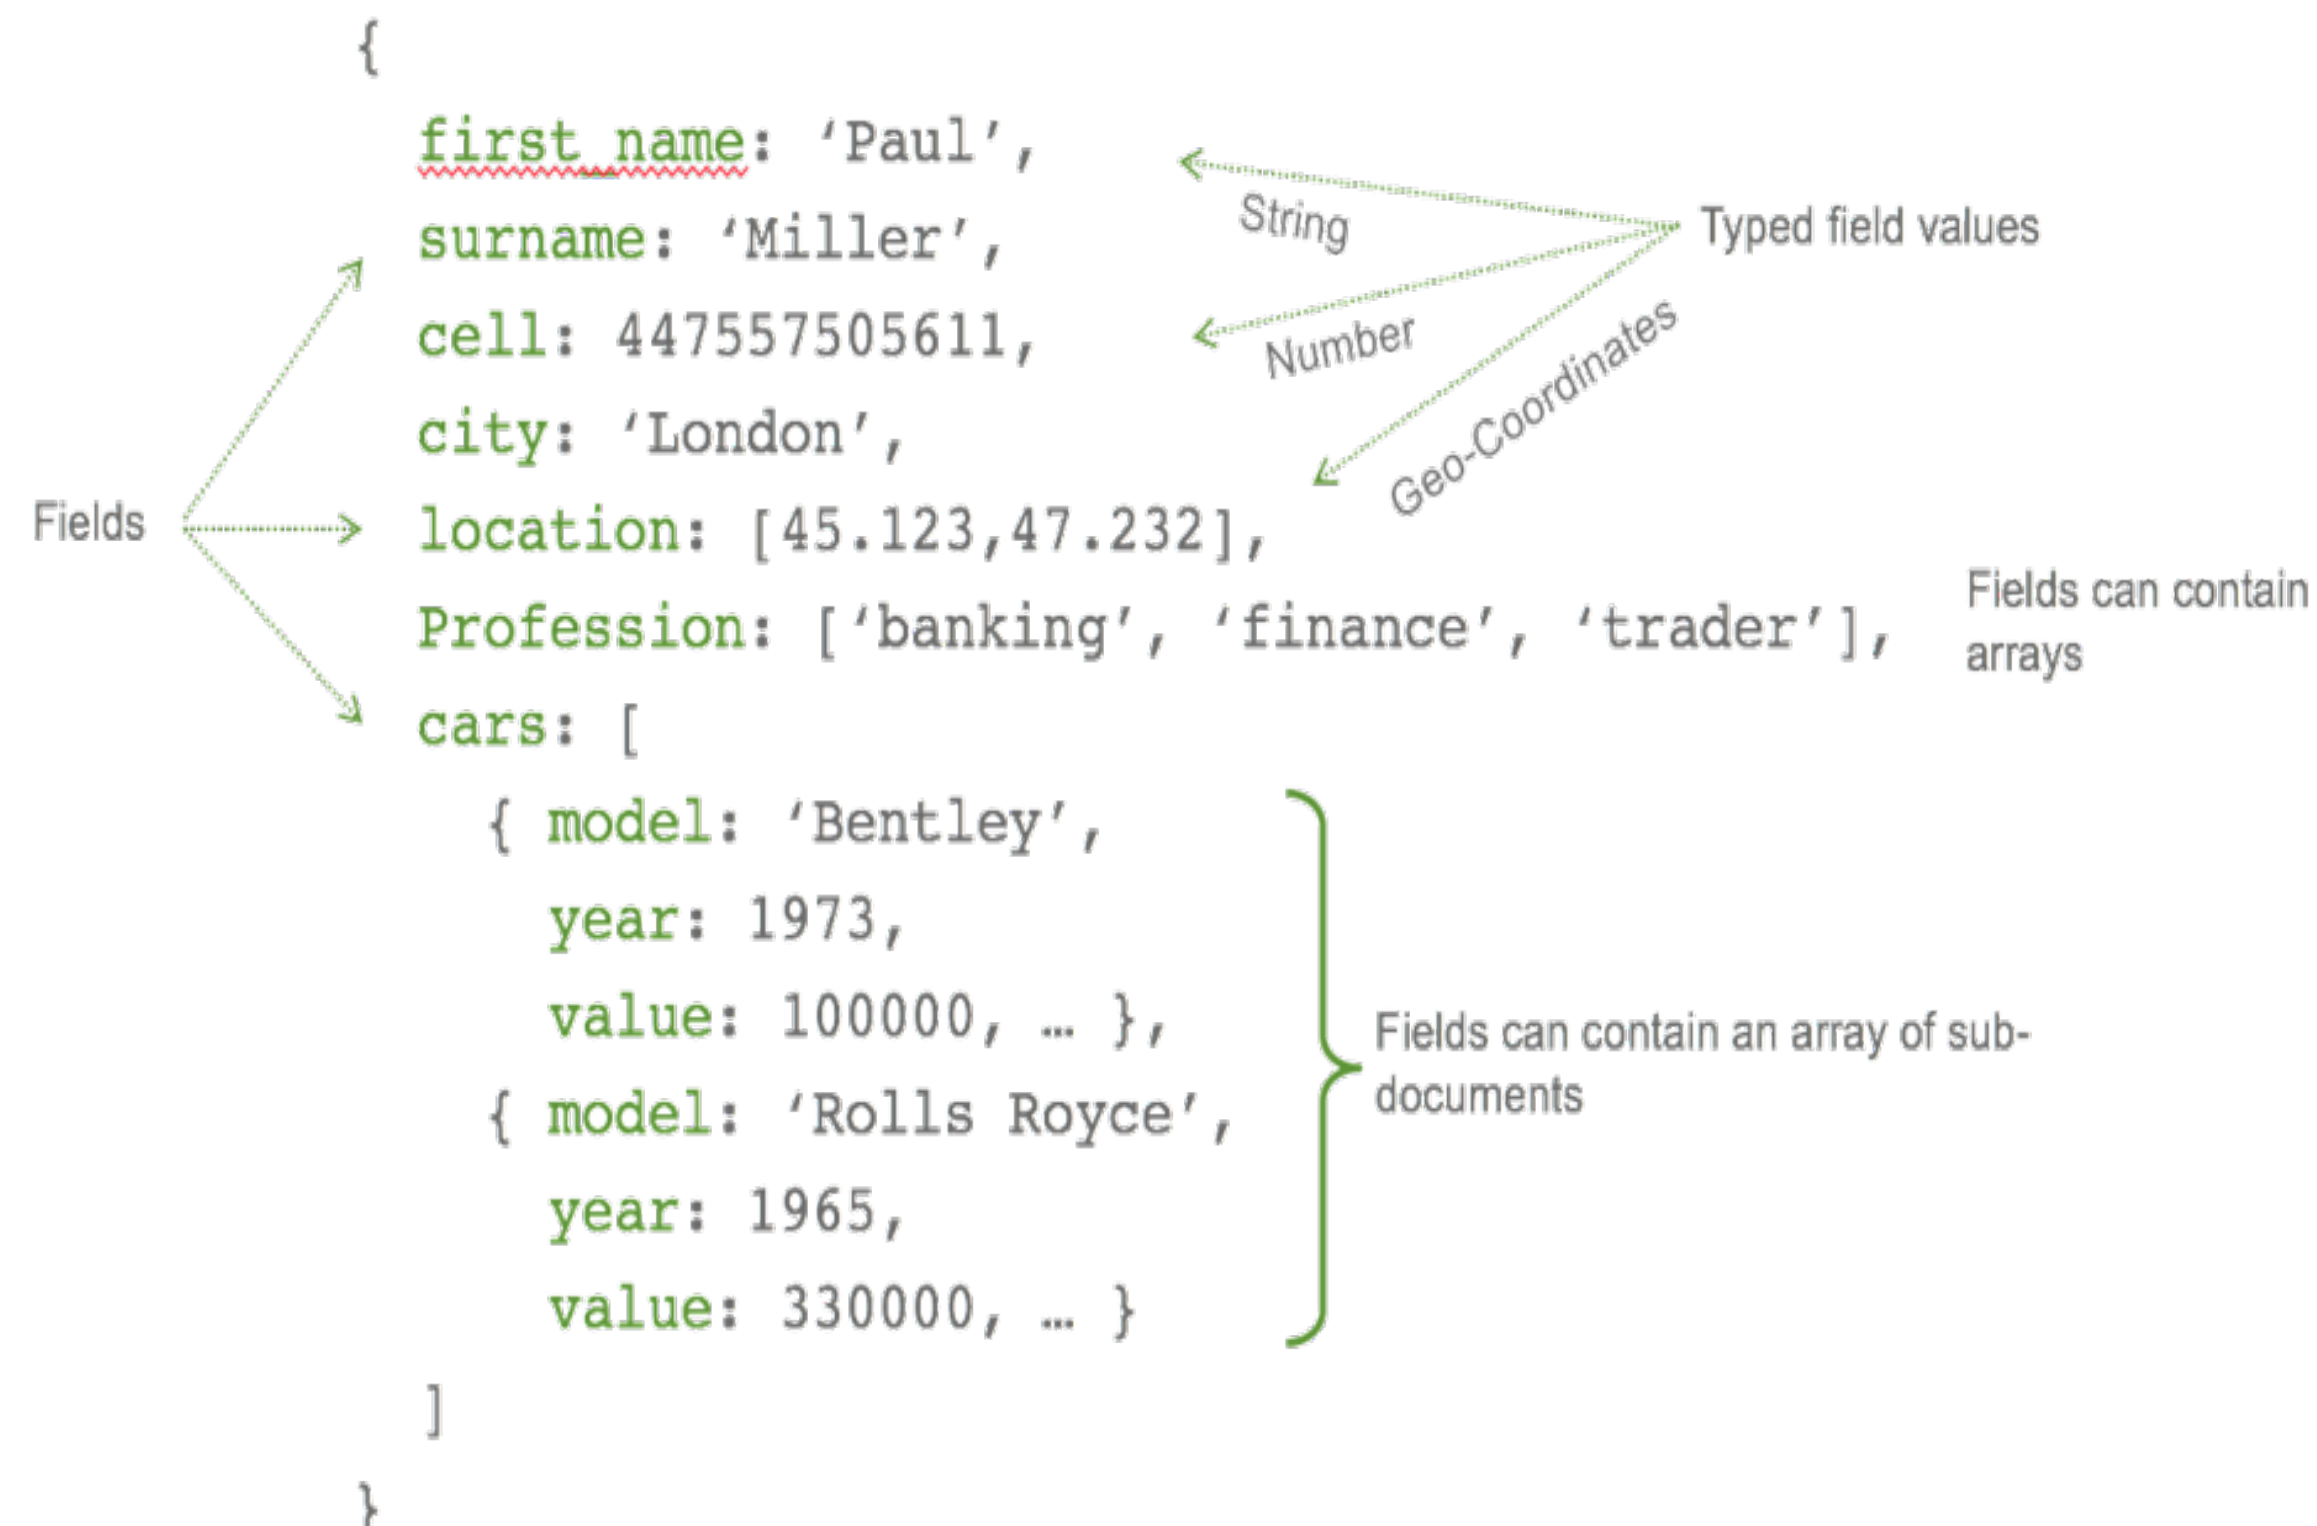 {
first_name: ‘Paul’,
String
Typed field values
surname: ‘Miller’,
cell: 447557505611,
Number
city: ‘London’,
Geo-Coordinates
Fields
location: [45.123,47.232],
Profession: [‘banking’, ‘finance’, ‘trader’],
Fields can contain
arrays
cars: [
{ model: ‘Bentley’,
year: 1973,
value: 100000, … },
Fields can contain an array of sub-
documents
{ model: ‘Rolls Royce’,
year: 1965,
value: 330000, … }
]
}